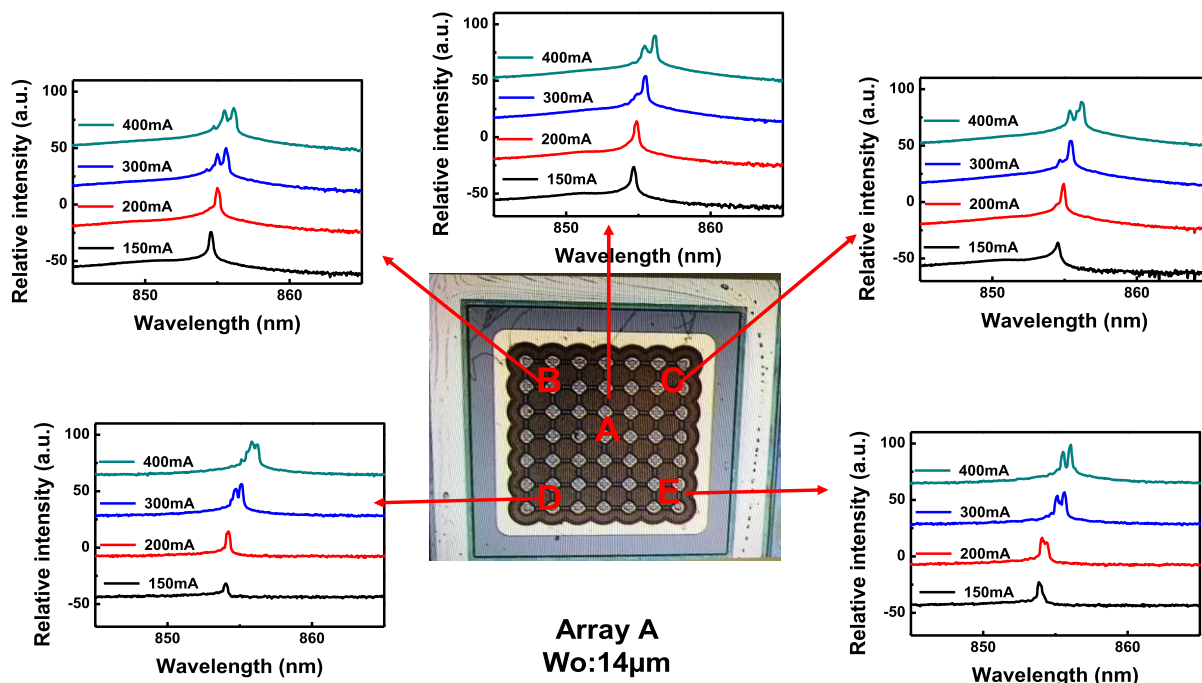 Relative intensity (a.u.)
100
50
0
-50
400mA
300mA
200mA
150mA
850
860
Wavelength (nm)
Relative intensity (a.u.)
100
50
0
-50
400mA
300mA
200mA
150mA
850
860
Wavelength (nm)
Relative intensity (a.u.)
100
50
0
-50
400mA
300mA
200mA
150mA
850
860
Wavelength (nm)
B
C
A
D
E
Relative intensity (a.u.)
100
50
0
-50
400mA
300mA
200mA
150mA
850
860
Wavelength (nm)
Relative intensity (a.u.)
100
50
0
-50
400mA
300mA
200mA
150mA
850
860
Wavelength (nm)
Array A
Wo:14μm